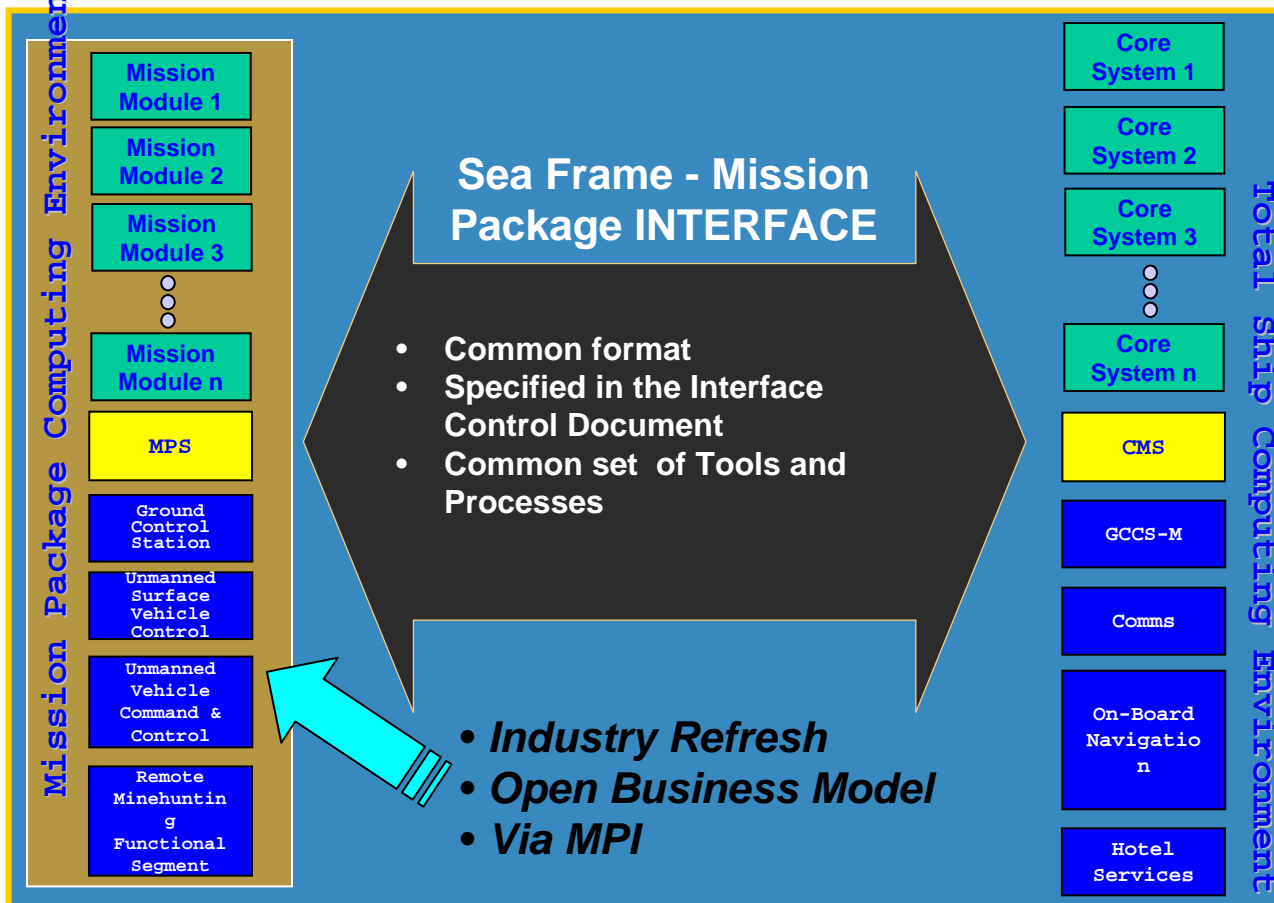 Mission Package Computing Environmen
Mission
Module 1
Mission
Module 2
Mission
Module 3
Mission
Module n
MPS
Ground
Control
Station
Unmanned
Surface
Vehicle
Control
Unmanned
Vehicle
Command &
Control
Remote
Minehuntin
g
Functional
Segment
Sea Frame - Mission
Package INTERFACE
• Common format
• Specified in the Interface
Control Document
• Common set of Tools and
Processes
• Industry Refresh
• Open Business Model
• Via MPI
Core
System 1
Core
System 2
Core
System 3
Core
System n
CMS
GCCS-M
Comms
On-Board
Navigatio
n
Hotel
Services
Total Ship Computing Environment